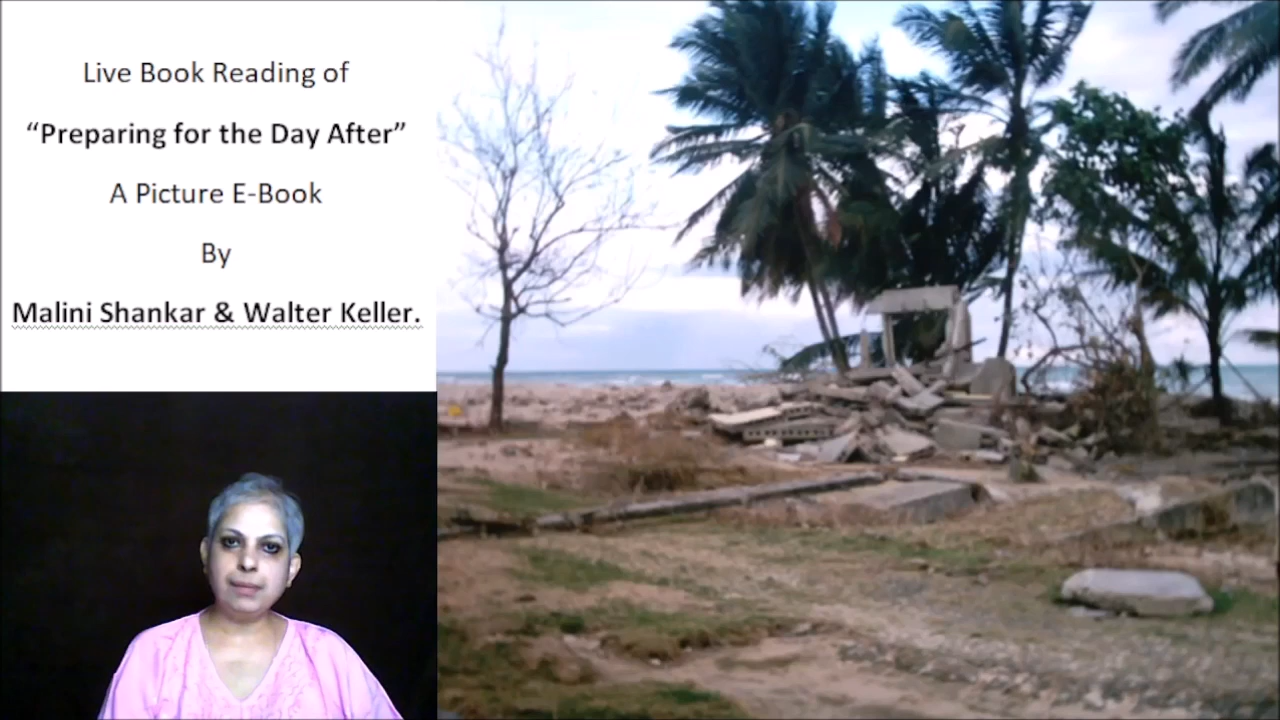 Live Book Reading of
“Preparing for the Day After”
A Picture E-Book
By
Malini Shankar & Walter Keller.